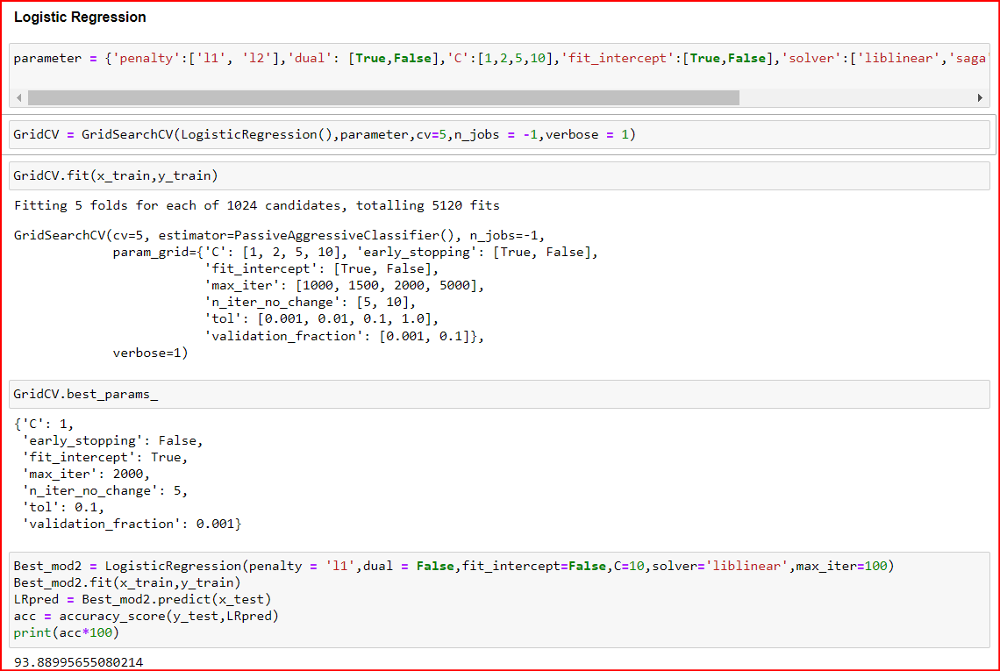 Logistic Regression
parameter = {'penalty':['l1', 'l2'],'dual': [True,False],'C':[1,2,5,10],'fit_intercept':[True,False],'solver':['liblinear','saga'
GridCV = GridSearchCV(LogisticRegression(),parameter,cv=5,n_jobs = -1,verbose = 1)
GridCV.fit(x_train,y_train)
Fitting 5 folds for each of 1024 candidates, totalling 5120 fits
GridSearchCV(cv=5, estimator=PassiveAggressiveClassifier(), n_jobs=-1,
             param_grid={'C': [1, 2, 5, 10], 'early_stopping': [True, False],
                         'fit_intercept': [True, False],
                         'max_iter': [1000, 1500, 2000, 5000],
                         'n_iter_no_change': [5, 10],
                         'tol': [0.001, 0.01, 0.1, 1.0],
                         'validation_fraction': [0.001, 0.1]},
             verbose=1)
GridCV.best_params_
{'C': 1,
 'early_stopping': False,
 'fit_intercept': True,
 'max_iter': 2000,
 'n_iter_no_change': 5,
 'tol': 0.1,
 'validation_fraction': 0.001}
Best_mod2 = LogisticRegression(penalty = 'l1',dual = False,fit_intercept=False,C=10,solver='liblinear',max_iter=100)
Best_mod2.fit(x_train,y_train)
LRpred = Best_mod2.predict(x_test)
acc = accuracy_score(y_test,LRpred)
print(acc*100)
93.88995655080214